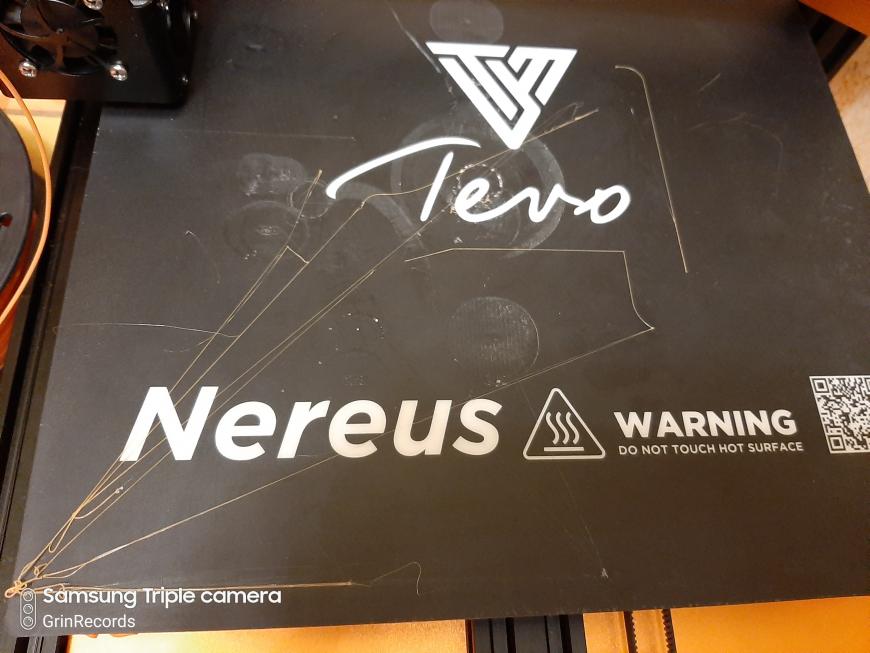 Tevo
Nereus
WARNING
DO NOT TOUCH HOT SURFACE
Samsung Triple camera
GrinRecords